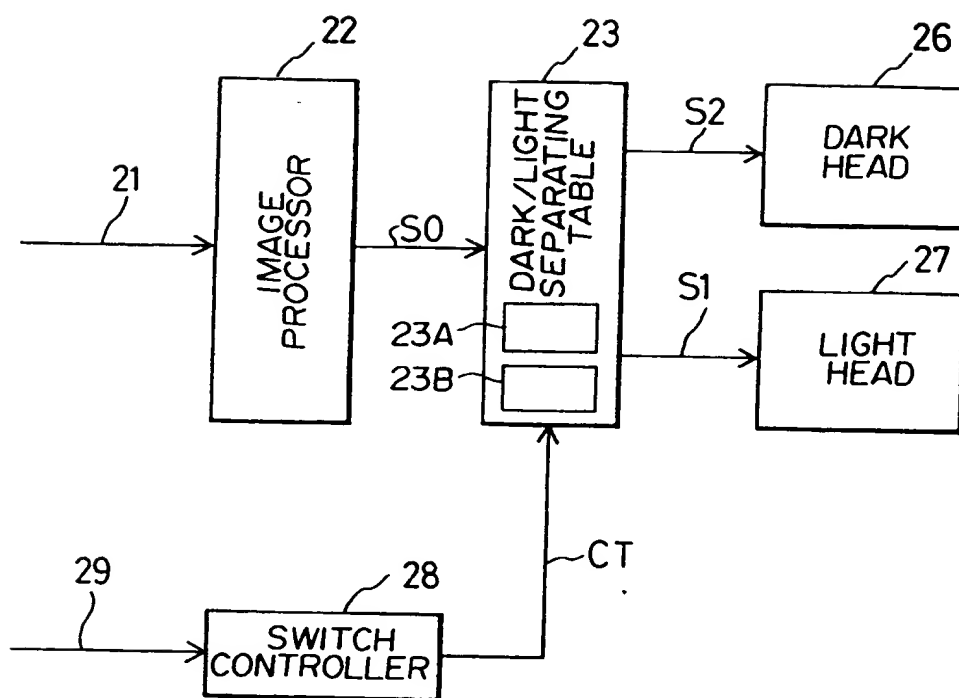 22
23
26
21
IMAGE
PROCESSOR
S0
DARK/LIGHT
SEPARATING
TABLE
S2
DARK
HEAD
23A
23B
S1
27
LIGHT
HEAD
29
28
SWITCH
CONTROLLER
CT